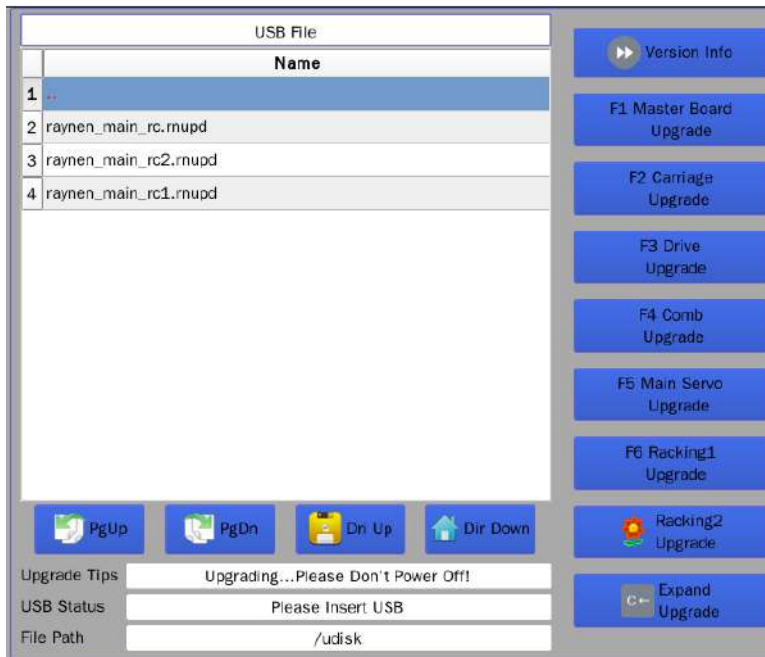 USB File
Name
1 ..
2 raynen_main_rc.rnupd
3 raynen_main_rc2.rnupd
4 raynen_main_rc1.rnupd
PgUp
PgDn
Dri Up
Dir Down
Upgrade Tips
Upgrading...Please Don't Power Off!
USB Status
Please Insert USB
File Path
/udisk
Version Info
F1 Master Board
Upgrade
F2 Carriage
Upgrade
F3 Drive
Upgrade
F4 Comb
Upgrade
F5 Main Servo
Upgrade
F6 Racking1
Upgrade
Racking2
Upgrade
C←
Expand
Upgrade